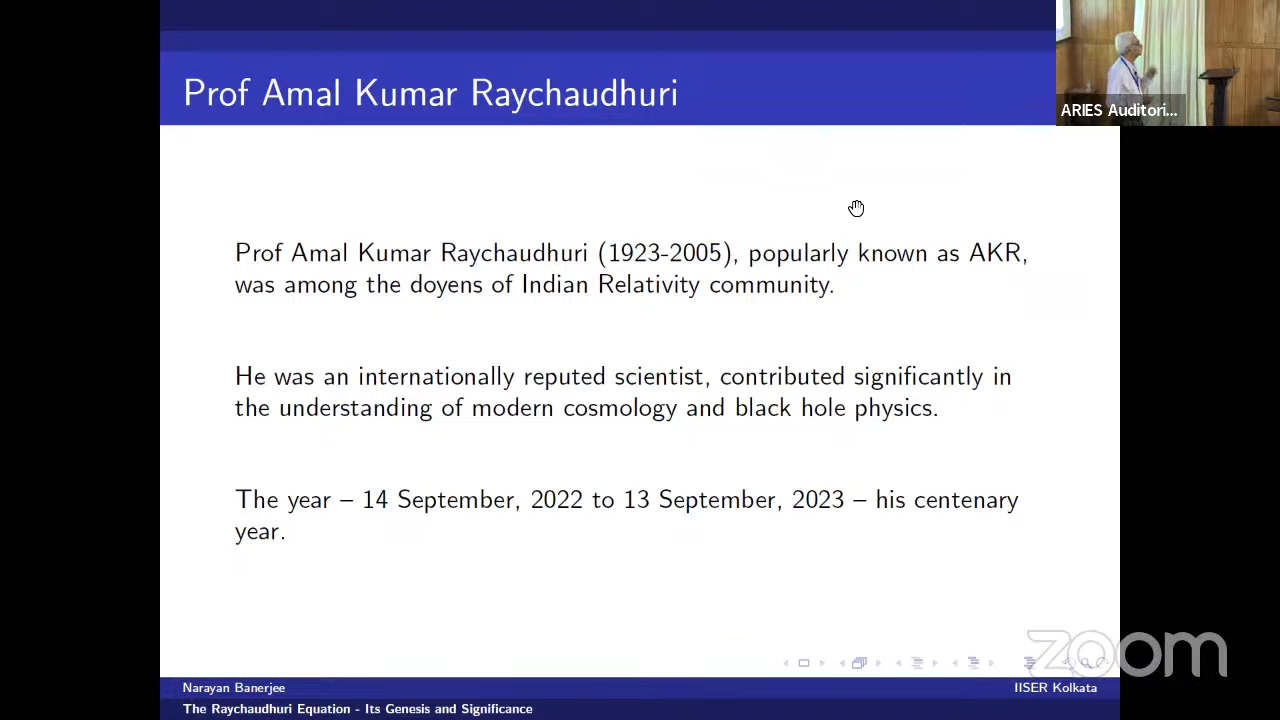 Prof Amal Kumar Raychaudhuri
ARIES Auditori...
Prof Amal Kumar Raychaudhuri (1923-2005), popularly known as AKR,
was among the doyens of Indian Relativity community.
He was an internationally reputed scientist, contributed significantly in
the understanding of modern cosmology and black hole physics.
The year – 14 September, 2022 to 13 September, 2023 – his centenary
year.
zoom
Narayan Banerjee
IISER Kolkata
The Raychaudhuri Equation - Its Genesis and Significance